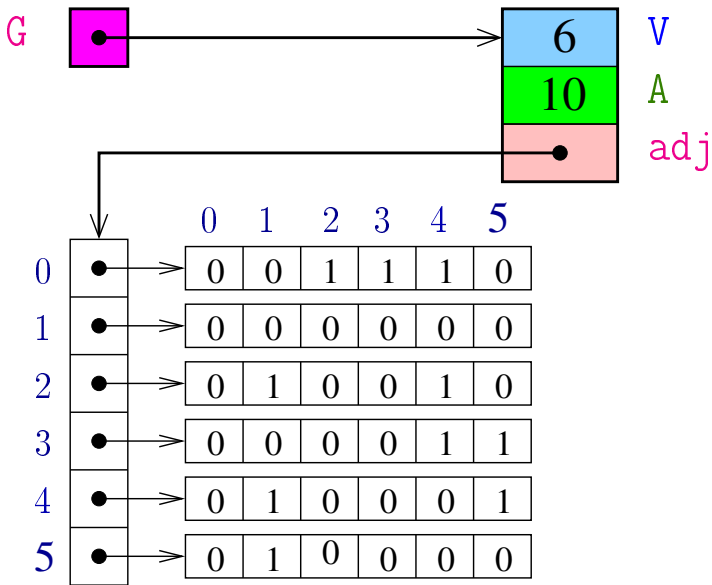 G 6 V
10 A
adj
0 1 2 3 4 5
0 0 0 1 1 1 0
1 0 0 0 0 0 0
2 0 1 0 0 1 0
3 0 0 0 0 1 1
4 0 1 0 0 0 1
5 0 1 0 0 0 0